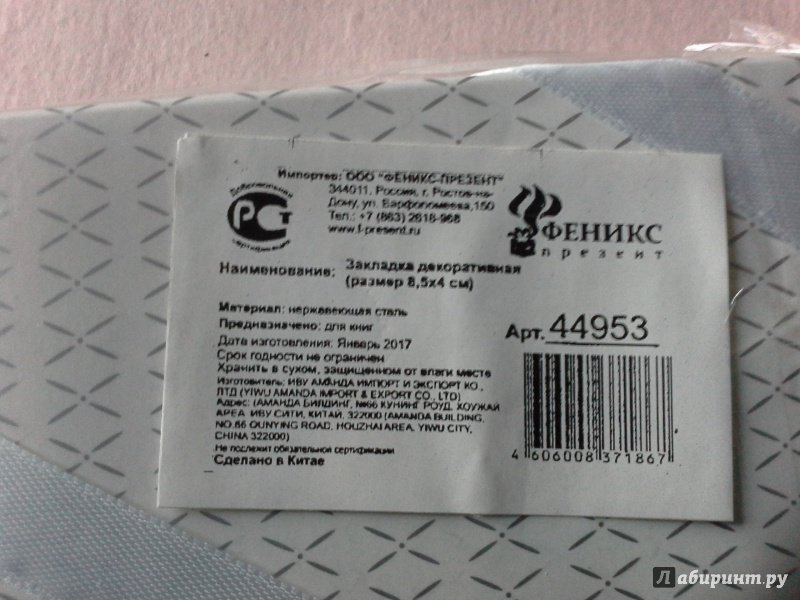 Импортер: ООО "ФЕНИКС-ПРЕЗЕНТ"
344011, Россия, г. Ростов-на-
Дону, ул. Варфоломеева,150
Тел.: +7 (863) 2618-968
www.f-present.ru
Добровольная
РСТ
сертификация
ФЕНИКС
презент
Наименование: Закладка декоративная
(размер 8,5х4 см)
Материал: нержавеющая сталь
Предназначено: для книг
Дата изготовления: Январь 2017
Срок годности не ограничен
Хранить в сухом, защищенном от влаги месте
Изготовитель: ИВУ АМАНДА ИМПОРТ И ЭКСПОРТ КО.,
ЛТД (YIWU AMANDA IMPORT & EXPORT CO., LTD)
Адрес: (АМАНДА БИЛДИНГ, №66 КУНИНГ РОУД, ХОУЖАЙ
АРЕА, ИВУ СИТИ, КИТАЙ, 322000 (AMANDA BUILDING,
NO.66 QUNYING ROAD, HOUZHAI AREA, YIWU CITY,
CHINA 322000)
Не послежит обязательной сертификации
Сделано в Китае
Арт. 44953
4 606008 371867
Лабиринт.ру